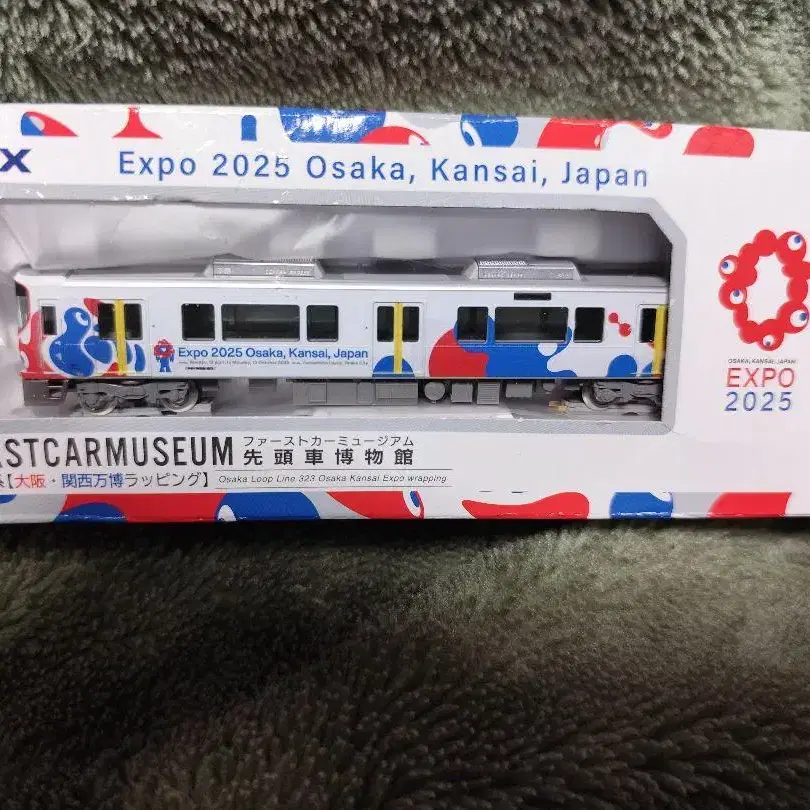 X
Expo 2025 Osaka, Kansai, Japan
Expo 2025 Osaka, Kansai, Japan
OSAKA, KANSAI, JAPAN
EXPO
2025
STCARMUSEUM
ファーストカーミュージアム
先頭車博物館
系【大阪・関西万博ラッピング】
Osaka Loop Line 323 Osaka Kansai Expo wrapping